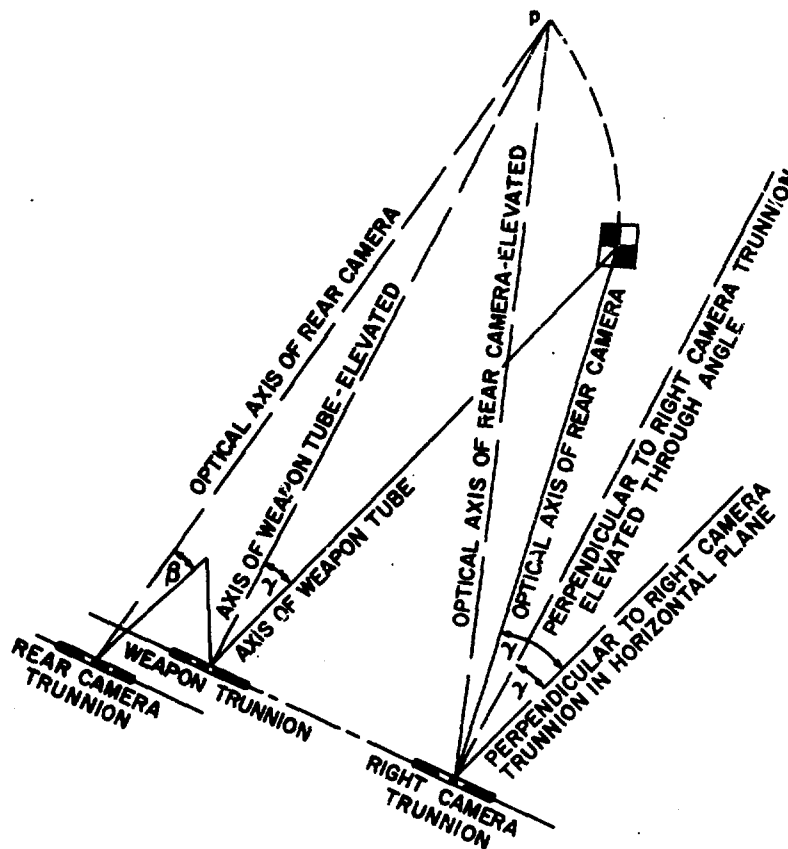 P
OPTICAL AXIS OF REAR CAMERA
AXIS OF WEAPON TUBE-ELEVATED
AXIS OF WEAPON TUBE
OPTICAL AXIS OF REAR CAMERA-ELEVATED
OPTICAL AXIS OF REAR CAMERA
PERPENDICULAR TO RIGHT CAMERA TRUNNION
ELEVATED THROUGH ANGLE
PERPENDICULAR TO RIGHT CAMERA
TRUNNION IN HORIZONTAL PLANE
β
REAR CAMERA
TRUNNION
WEAPON TRUNNION
RIGHT CAMERA
TRUNNION